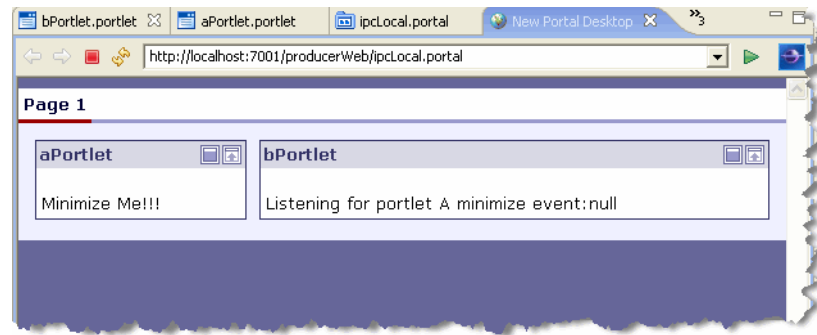 bPortlet.portlet
aPortlet.portlet
ipcLocal.portal
New Portal Desktop
»3
http://localhost:7001/producerWeb/ipcLocal.portal
Page 1
aPortlet
bPortlet
Minimize Me!!!
Listening for portlet A minimize event:null